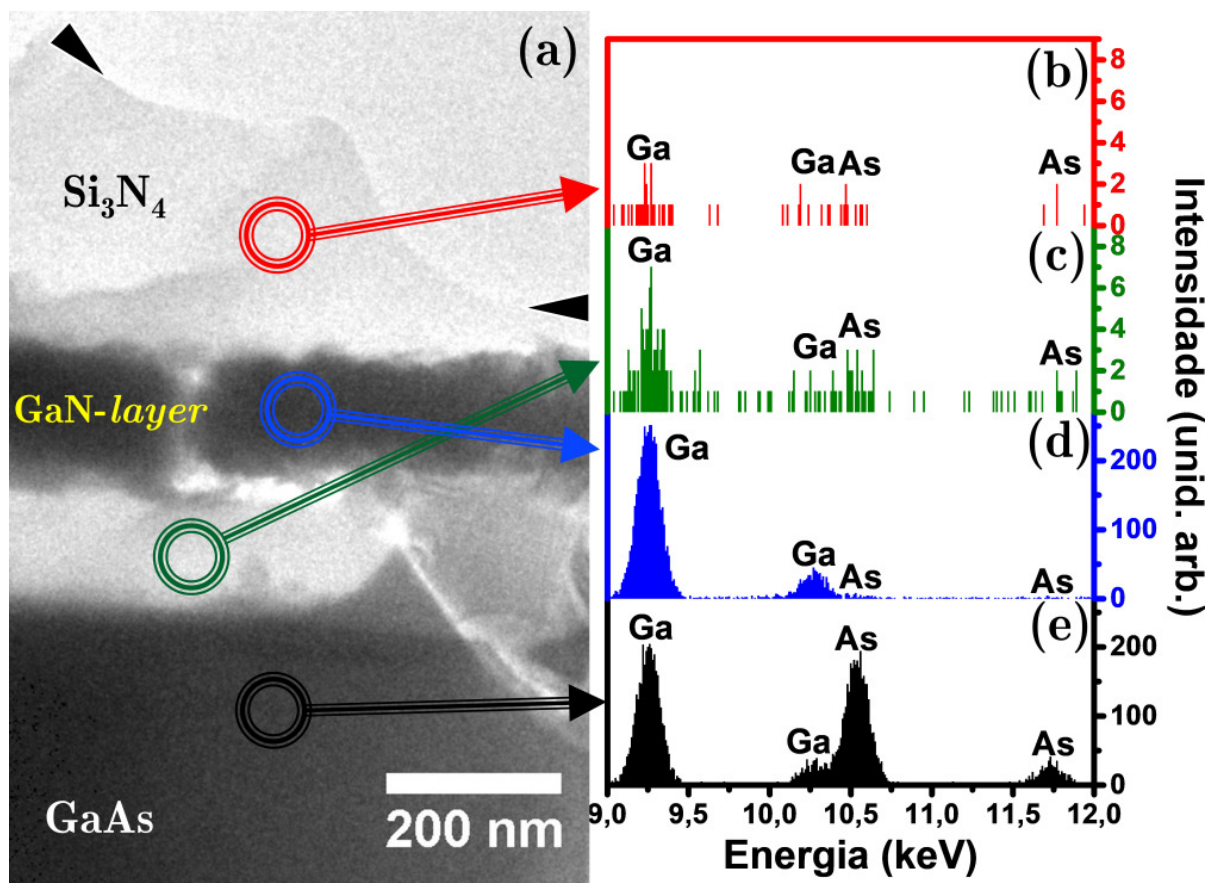 (a)
Si₃N₄
GaN-layer
GaAs
200 nm
(b)
Ga
Ga
As
As
8
6
4
2
0
(c)
Ga
Ga
As
As
8
6
4
2
0
(d)
Ga
Ga
As
As
200
100
0
(e)
Ga
Ga
As
As
200
100
0
9,0 9,5 10,0 10,5 11,0 11,5 12,0
Energia (keV)
Intensidade (unid. arb.)